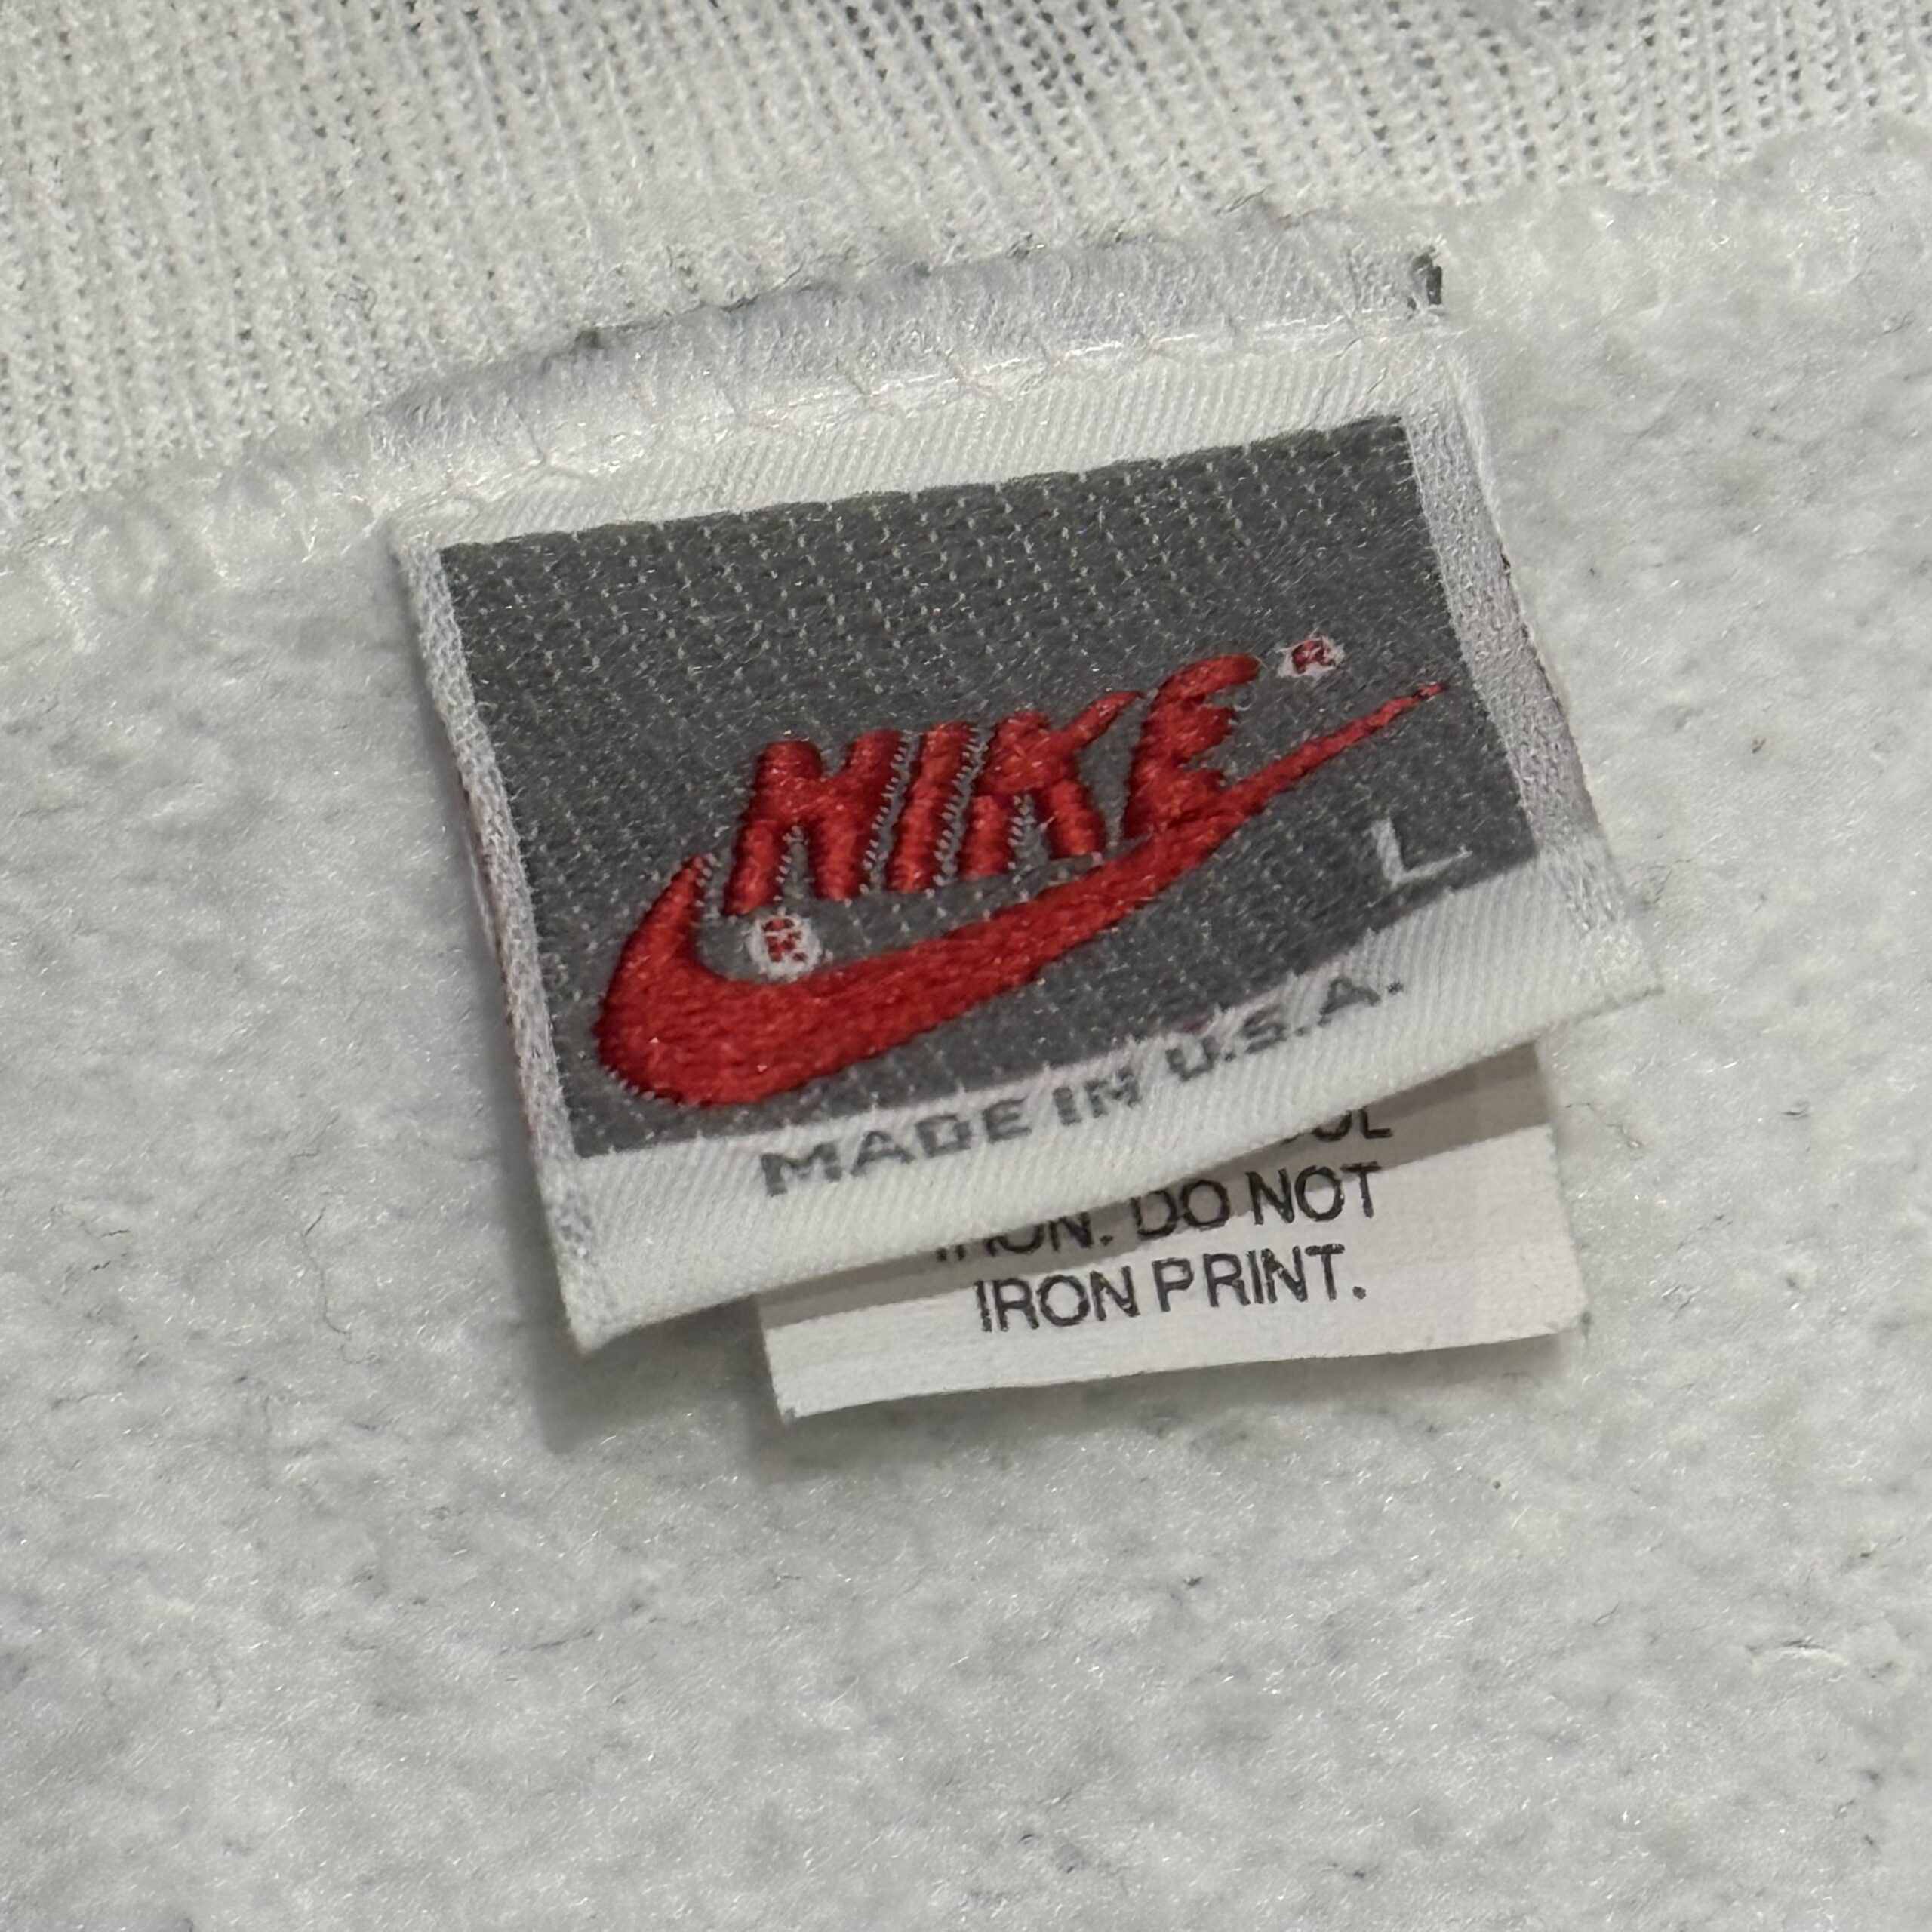 NIKE®
®
L
MADE IN U.S.A.
IRON. DO NOT
IRON PRINT.